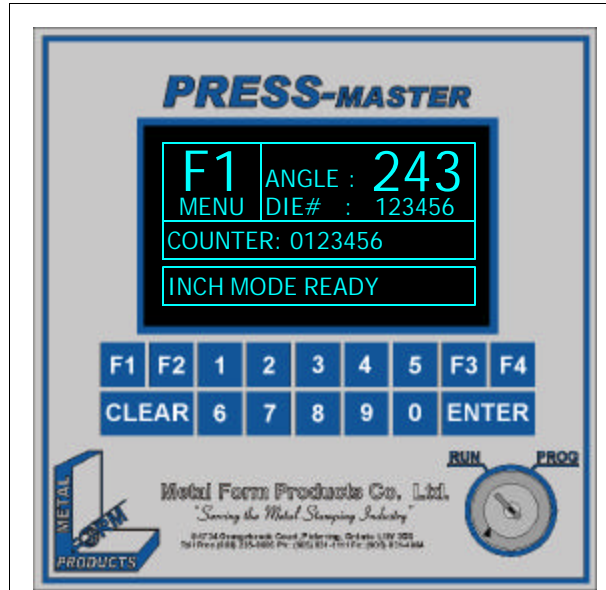 PRESS-MASTER
F1 ANGLE : 243
MENU DIE# : 123456
COUNTER: 0123456
INCH MODE READY
F1 F2 1 2 3 4 5 F3 F4
CLEAR 6 7 8 9 0 ENTER
RUN PROG
METAL FORM PRODUCTS
Metal Form Products Co. Ltd.
"Serving the Metal Stamping Industry"